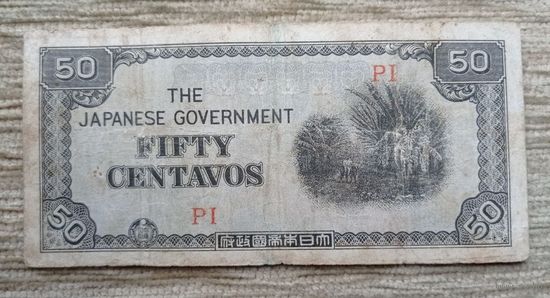 50
50
PI
THE
JAPANESE GOVERNMENT
FIFTY
CENTAVOS
PI
50
50
府政國帝本日大